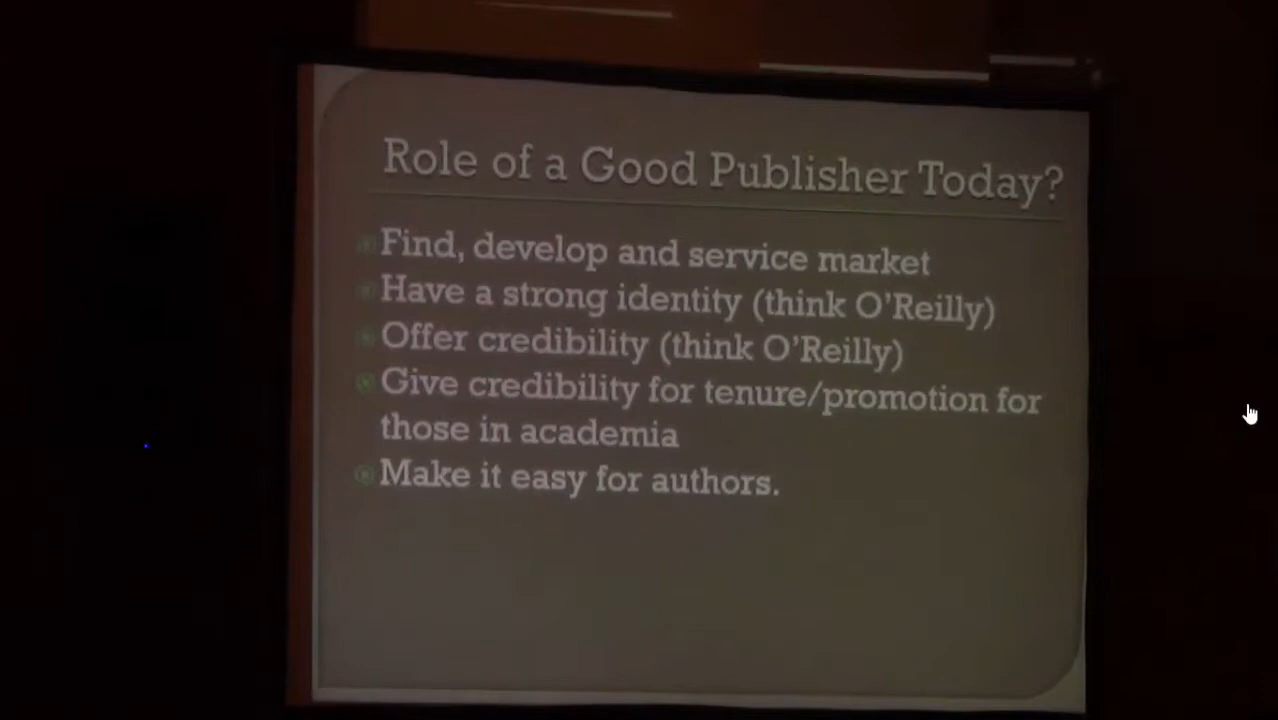 Role of a Good Publisher Today?
Find, develop and service market
Have a strong identity (think O'Reilly)
Offer credibility (think O'Reilly)
Give credibility for tenure/promotion for
those in academia
Make it easy for authors.